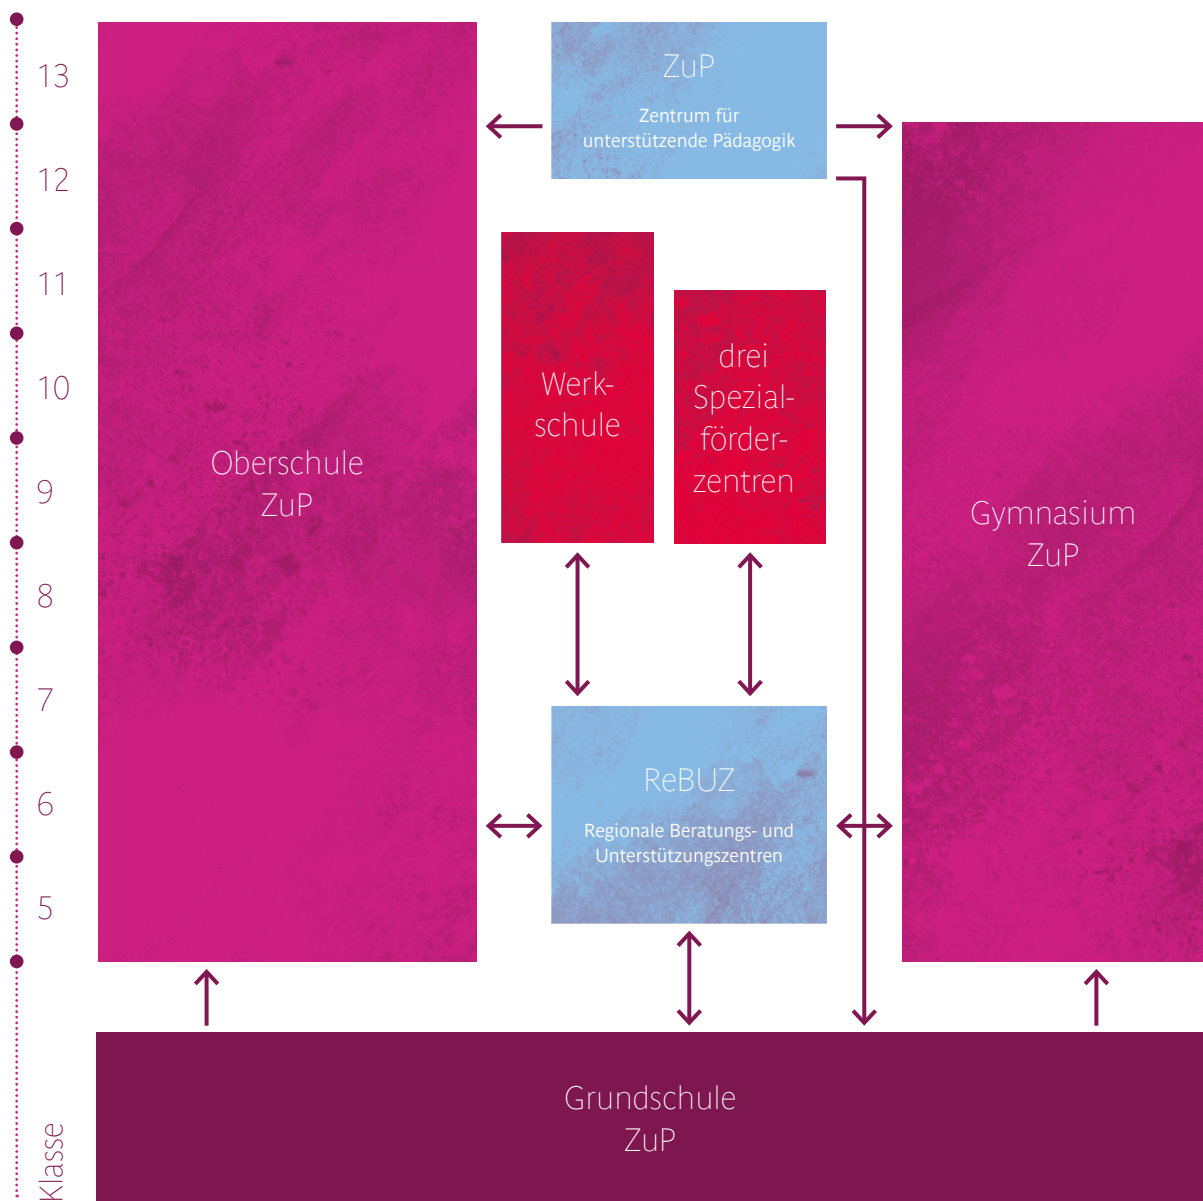 13
12
11
10
9
8
7
6
5
Klasse
Oberschule
ZuP
ZuP
Zentrum für
unterstützende Pädagogik
Werk-
schule
drei
Spezial-
förder-
zentren
Gymnasium
ZuP
ReBUZ
Regionale Beratungs- und
Unterstützungszentren
Grundschule
ZuP